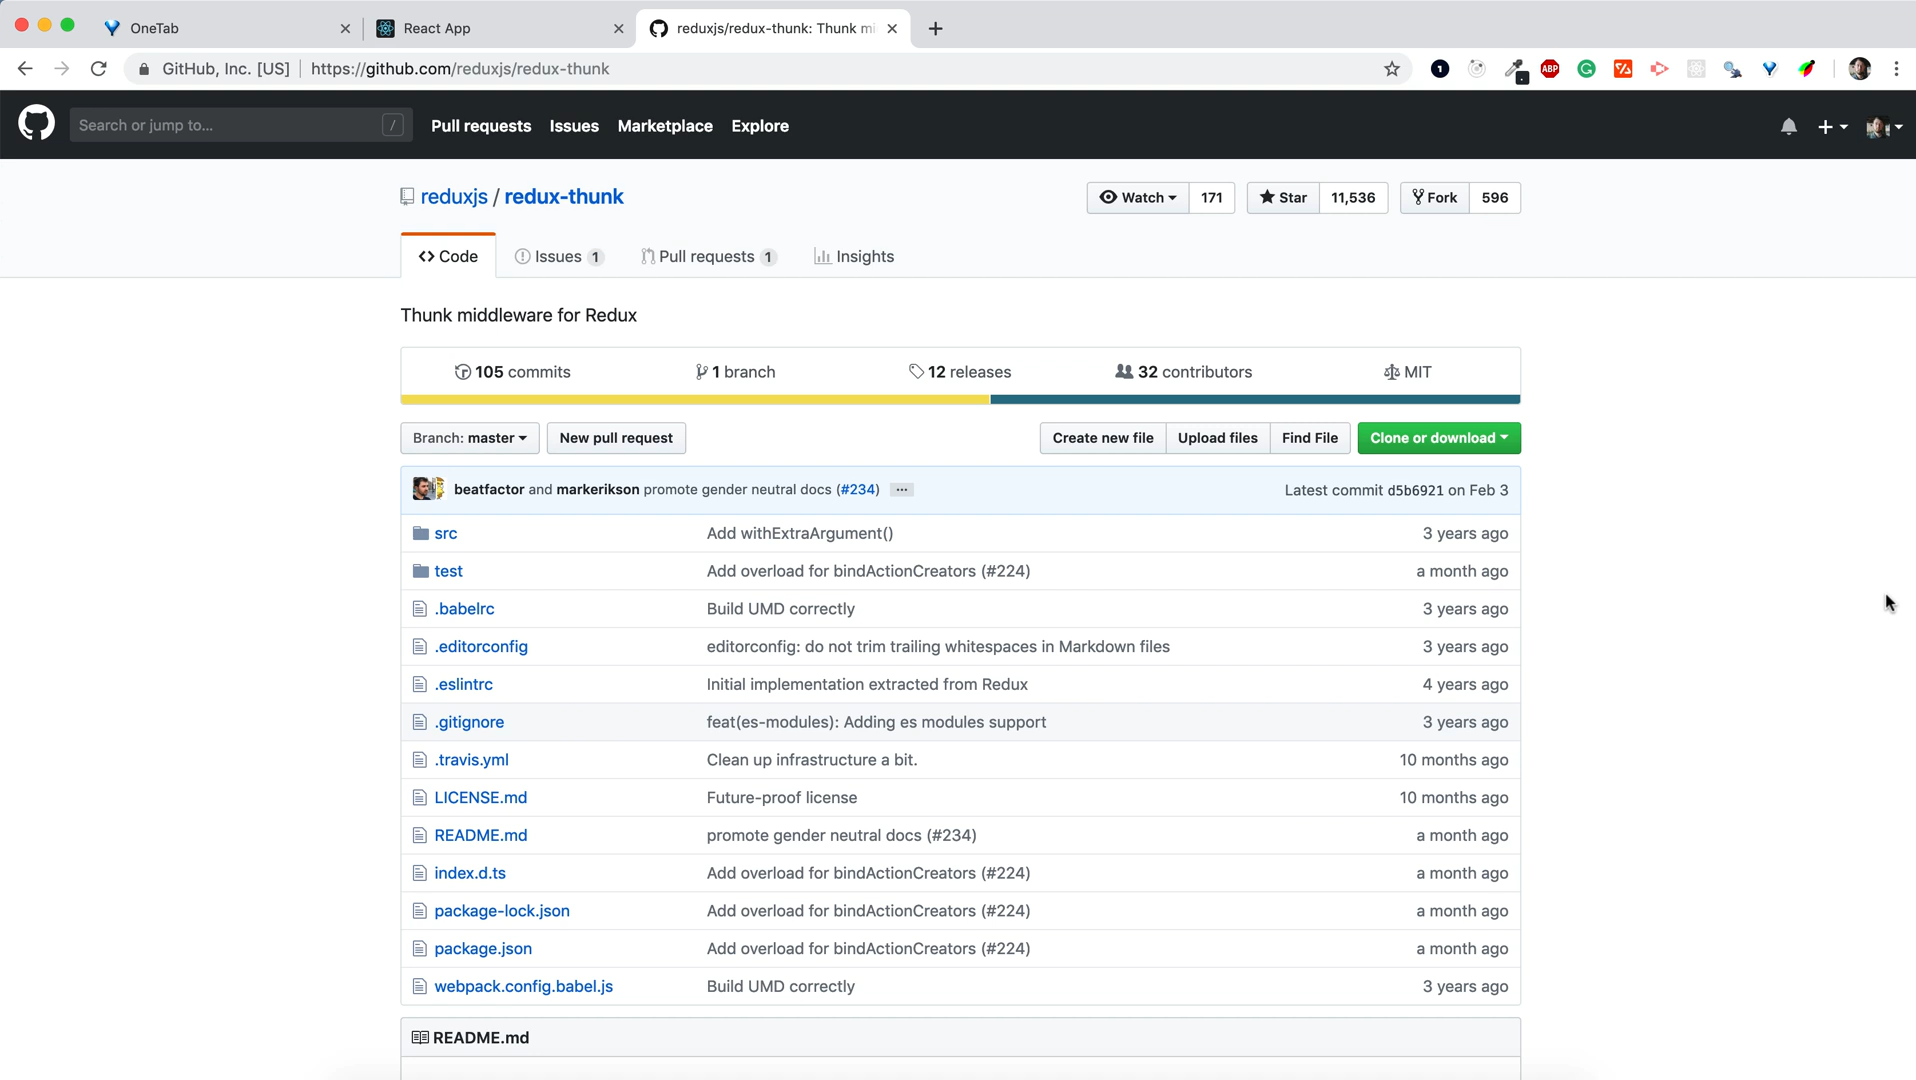 OneTab
React App
reduxjs/redux-thunk: Thunk mi
GitHub, Inc. [US]
https://github.com/reduxjs/redux-thunk
1
ABP
Search or jump to...
/
Pull requests
Issues
Marketplace
Explore
reduxjs / redux-thunk
Watch 171
Star 11,536
Fork 596
Code
Issues 1
Pull requests 1
Insights
Thunk middleware for Redux
105 commits
1 branch
12 releases
32 contributors
MIT
Branch: master
New pull request
Create new file
Upload files
Find File
Clone or download
beatfactor and markerikson promote gender neutral docs (#234) ...
Latest commit d5b6921 on Feb 3
src Add withExtraArgument() 3 years ago
test Add overload for bindActionCreators (#224) a month ago
.babelrc Build UMD correctly 3 years ago
.editorconfig editorconfig: do not trim trailing whitespaces in Markdown files 3 years ago
.eslintrc Initial implementation extracted from Redux 4 years ago
.gitignore feat(es-modules): Adding es modules support 3 years ago
.travis.yml Clean up infrastructure a bit. 10 months ago
LICENSE.md Future-proof license 10 months ago
README.md promote gender neutral docs (#234) a month ago
index.d.ts Add overload for bindActionCreators (#224) a month ago
package-lock.json Add overload for bindActionCreators (#224) a month ago
package.json Add overload for bindActionCreators (#224) a month ago
webpack.config.babel.js Build UMD correctly 3 years ago
README.md